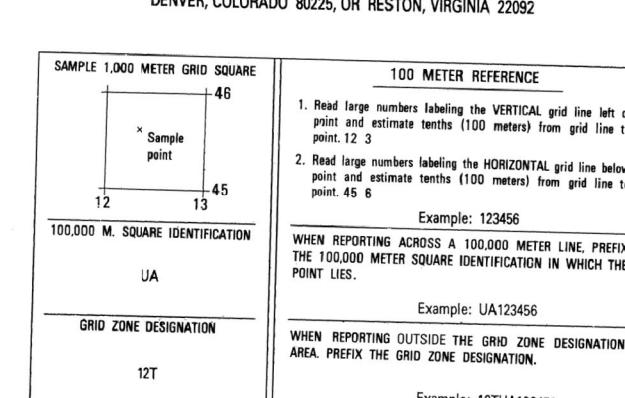 DENVER, COLORADO 80225, OR RESTON, VIRGINIA 22092
SAMPLE 1,000 METER GRID SQUARE
46
×
Sample
point
45
12
13
100,000 M. SQUARE IDENTIFICATION
UA
GRID ZONE DESIGNATION
12T
100 METER REFERENCE
1. Read large numbers labeling the VERTICAL grid line left
point and estimate tenths (100 meters) from grid line
point. 12 3
2. Read large numbers labeling the HORIZONTAL grid line below
point and estimate tenths (100 meters) from grid line
point. 45 6
Example: 123456
WHEN REPORTING ACROSS A 100,000 METER LINE, PREFIX
THE 100,000 METER SQUARE IDENTIFICATION IN WHICH THE
POINT LIES.
Example: UA123456
WHEN REPORTING OUTSIDE THE GRID ZONE DESIGNATION
AREA. PREFIX THE GRID ZONE DESIGNATION.
Example: